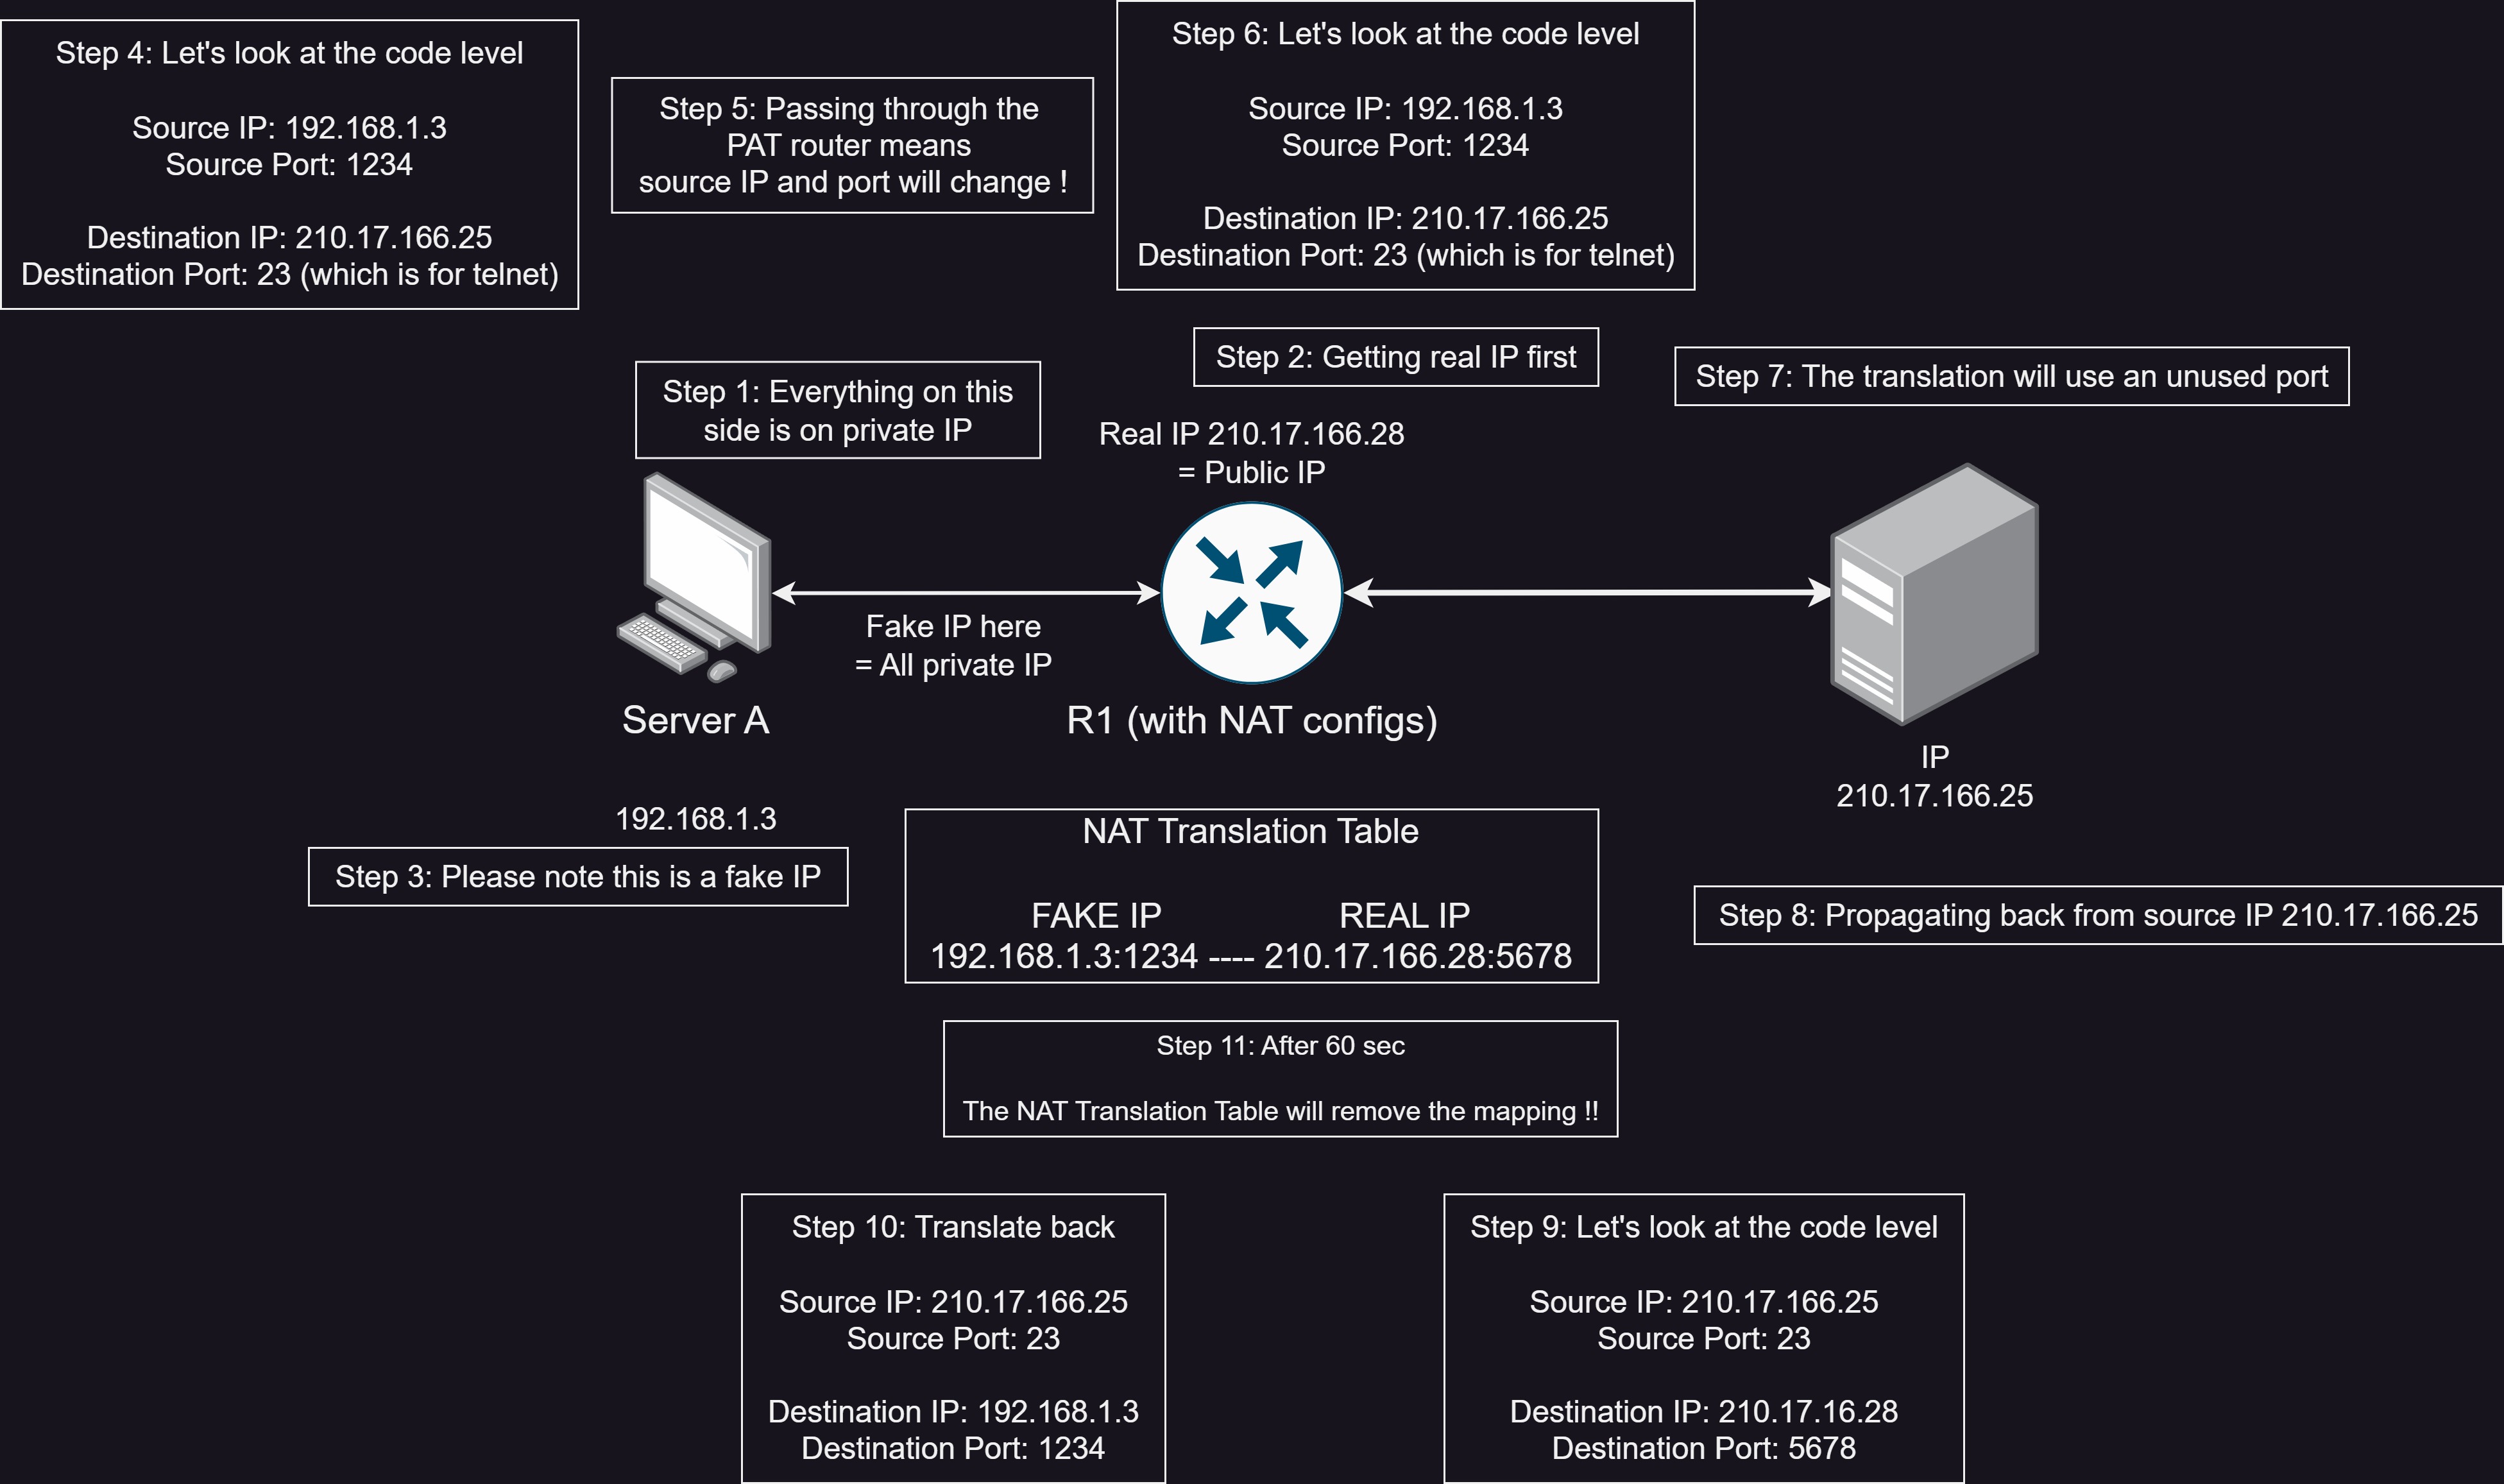 Step 4: Let's look at the code level
Source IP: 192.168.1.3
Source Port: 1234
Destination IP: 210.17.166.25
Destination Port: 23 (which is for telnet)
Step 5: Passing through the
PAT router means
source IP and port will change !
Step 6: Let's look at the code level
Source IP: 192.168.1.3
Source Port: 1234
Destination IP: 210.17.166.25
Destination Port: 23 (which is for telnet)
Step 2: Getting real IP first
Step 7: The translation will use an unused port
Step 1: Everything on this
side is on private IP
Real IP 210.17.166.28
= Public IP
Fake IP here
= All private IP
Server A
R1 (with NAT configs)
IP
210.17.166.25
192.168.1.3
Step 3: Please note this is a fake IP
NAT Translation Table
FAKE IP REAL IP
192.168.1.3:1234 ---- 210.17.166.28:5678
Step 8: Propagating back from source IP 210.17.166.25
Step 11: After 60 sec
The NAT Translation Table will remove the mapping !!
Step 10: Translate back
Source IP: 210.17.166.25
Source Port: 23
Destination IP: 192.168.1.3
Destination Port: 1234
Step 9: Let's look at the code level
Source IP: 210.17.166.25
Source Port: 23
Destination IP: 210.17.16.28
Destination Port: 5678